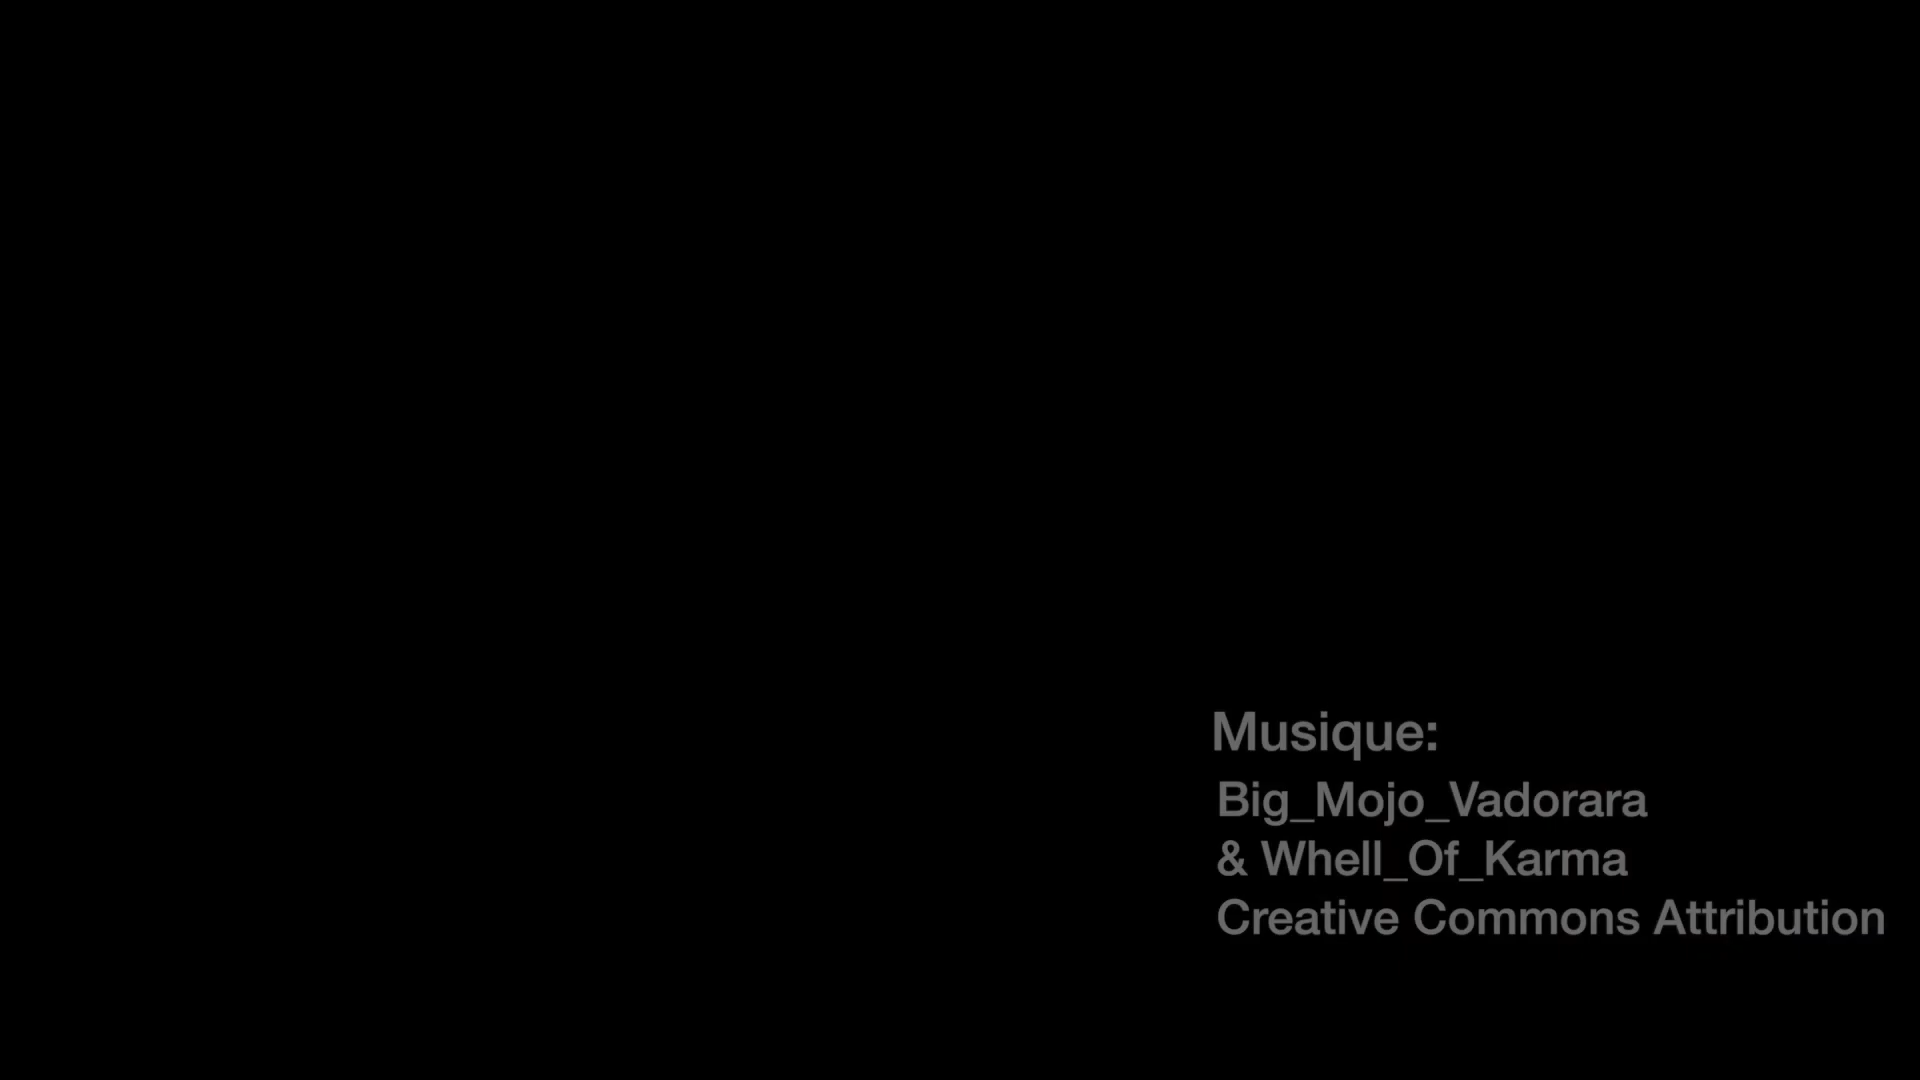 Musique:
Big_Mojo_Vadorara
& Whell_Of_Karma
Creative Commons Attribution